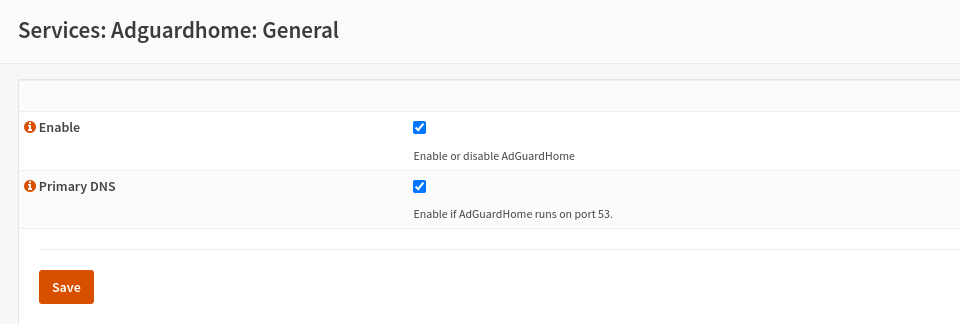 Services: Adguardhome: General
Enable
Enable or disable AdGuardHome
Primary DNS
Enable if AdGuardHome runs on port 53.
Save